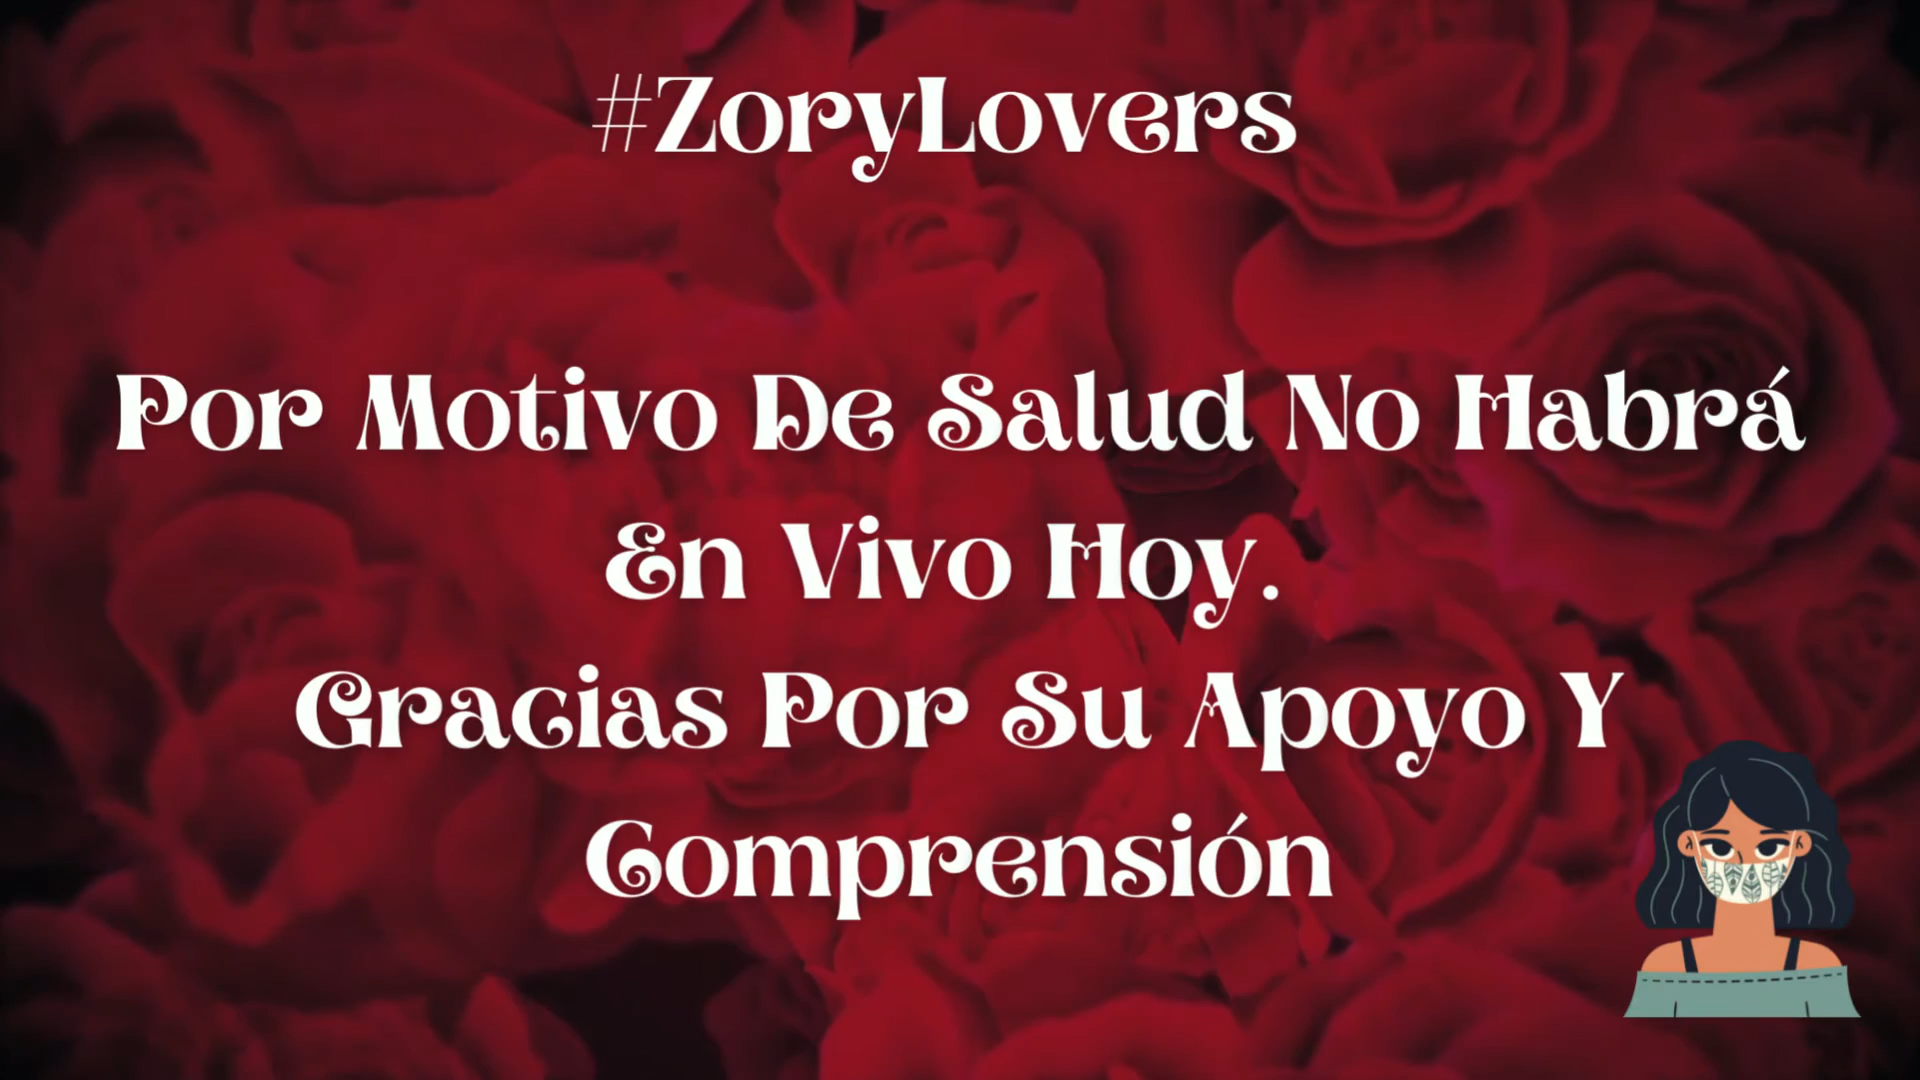 #ZoryLovers
Por Motivo De Salud No Habrá
En Vivo Hoy.
Gracias Por Su Apoyo Y
Comprensión